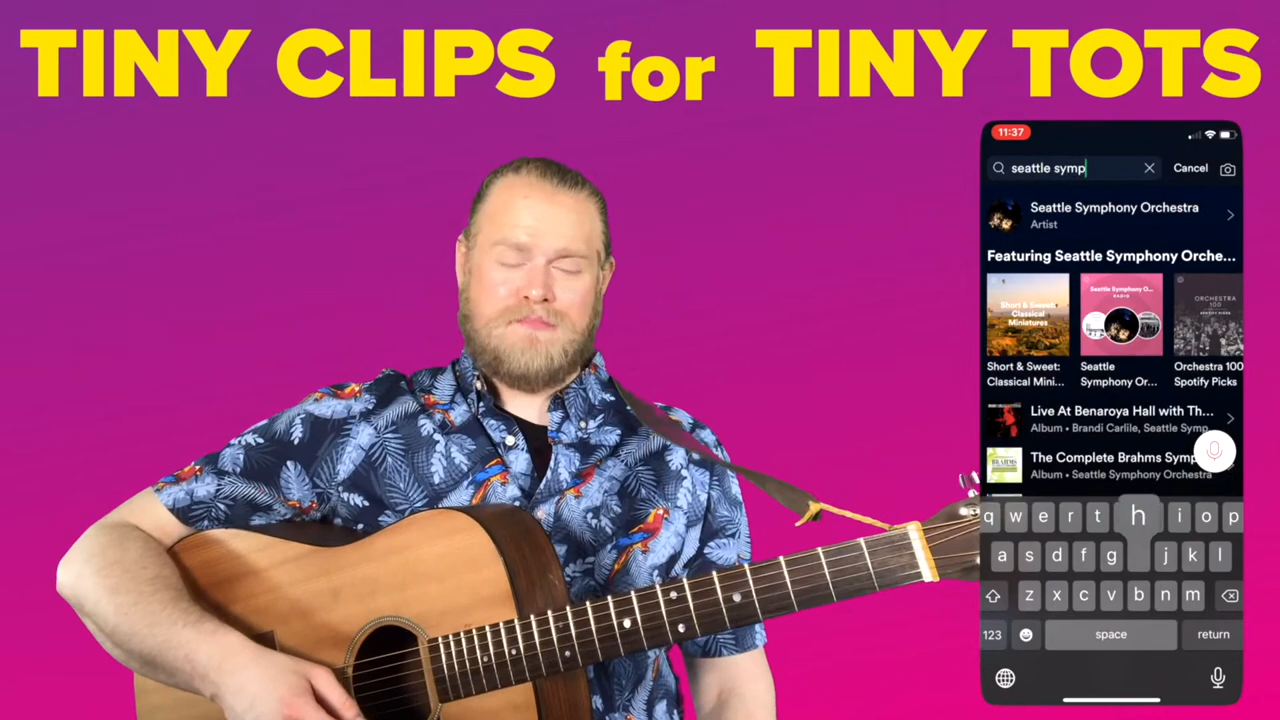 TINY CLIPS for TINY TOTS
11:37
seattle symp
Cancel
Seattle Symphony Orchestra
Artist
Featuring Seattle Symphony Orche...
Short & Sweet:
Classical
Miniatures
Seattle Symphony O...
RADIO
ORCHESTRA
100
SPOTIFY PICKS
Short & Sweet:
Classical Mini...
Seattle
Symphony Or...
Orchestra 100
Spotify Picks
Live At Benaroya Hall with Th...
Album • Brandi Carlile, Seattle Symp
The Complete Brahms Symp
Album • Seattle Symphony Orchestra
BRAHMS
q w e r t h i o p
a s d f g j k l
z x c v b n m
123 space return